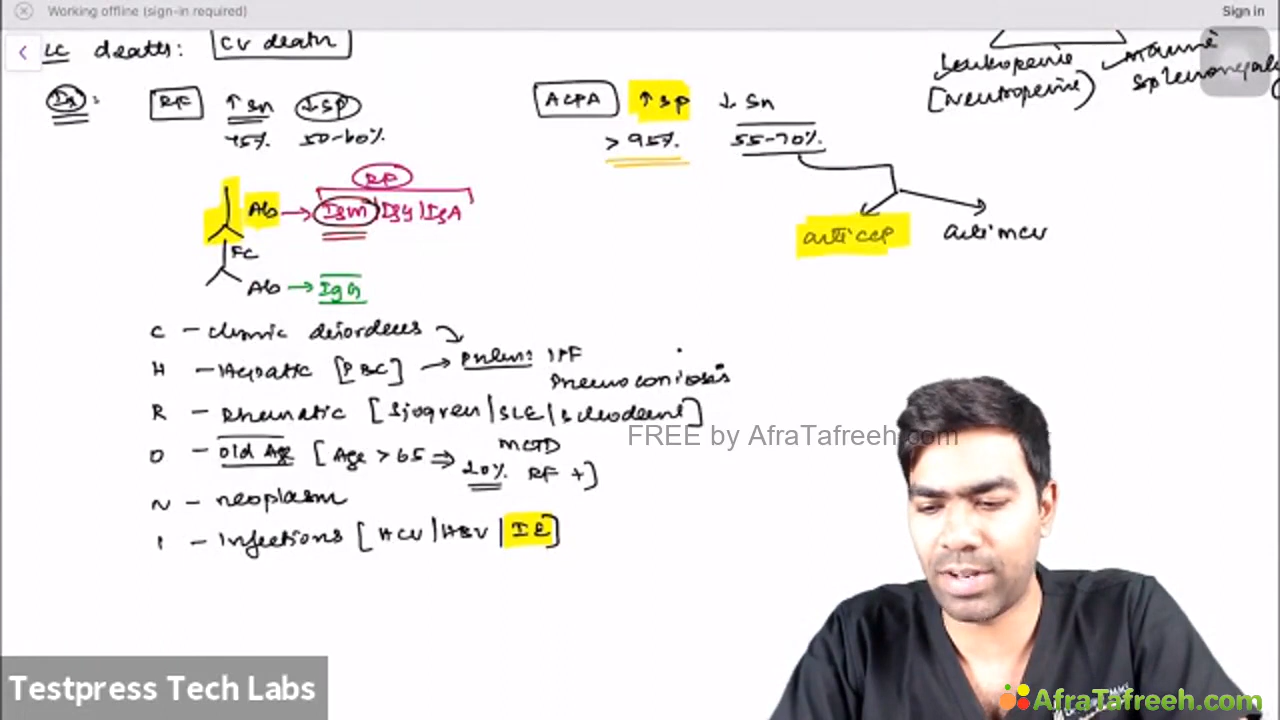 Working offline (sign-in required)
Sign in
LC deaths: CV death
Leukopenia
[Neutropenia)
Splenomegaly
Ix:
RF ↑ Sn ↓ Sp
50-60%
ACPA ↑ Sp ↓ Sn
> 95% 55-70%
RF
Ab → IgM | IgG | IgA
FC
Ab → IgG
anti CCP anti MCV
C - chronic disorders
H - Hepatic [PBC] → Pulm: IPF
Pneumoconiosis
R - Rheumatic [Sjogren | SLE | Scleroderma]
MCTD
O - Old Age [Age > 65 ⇒ 20% RF +]
N - neoplasm
I - Infections [HCV | HBV | IE]
FREE by AfraTafreeh.com
Testpress Tech Labs
AfraTafreeh.com